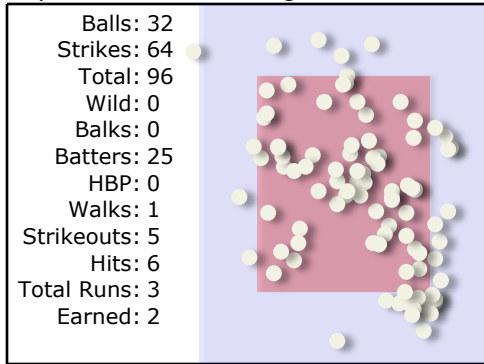 Balls: 32
Strikes: 64
Total: 96
Wild: 0
Balks: 0
Batters: 25
HBP: 0
Walks: 1
Strikeouts: 5
Hits: 6
Total Runs: 3
Earned: 2